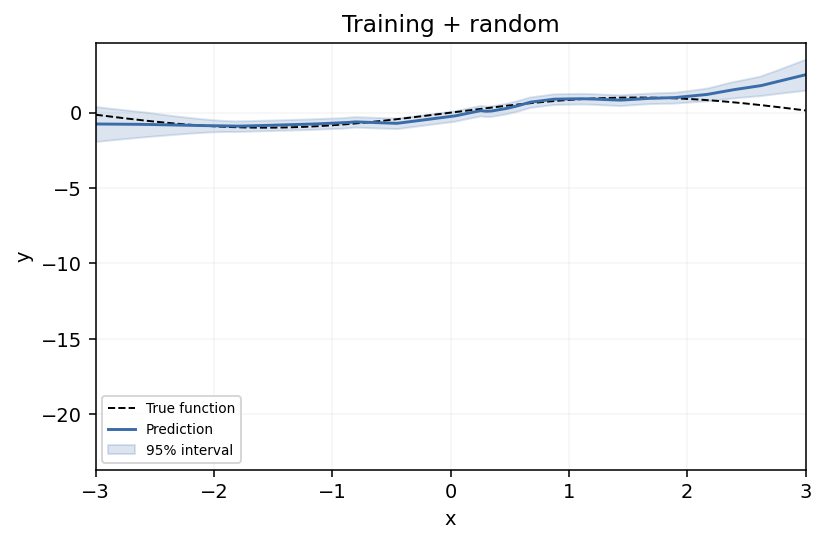 Training + random
0
−5
−10
−15
−20
y
True function
Prediction
95% interval
−3
−2
−1
0
1
2
3
x